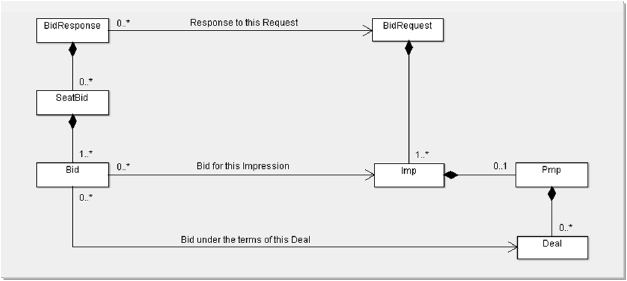 BidResponse
0..*
Response to this Request
BidRequest
0..*
SeatBid
1..*
Bid
0..*
Bid for this Impression
1..*
Imp
0..1
Pmp
0..*
Bid under the terms of this Deal
0..*
Deal